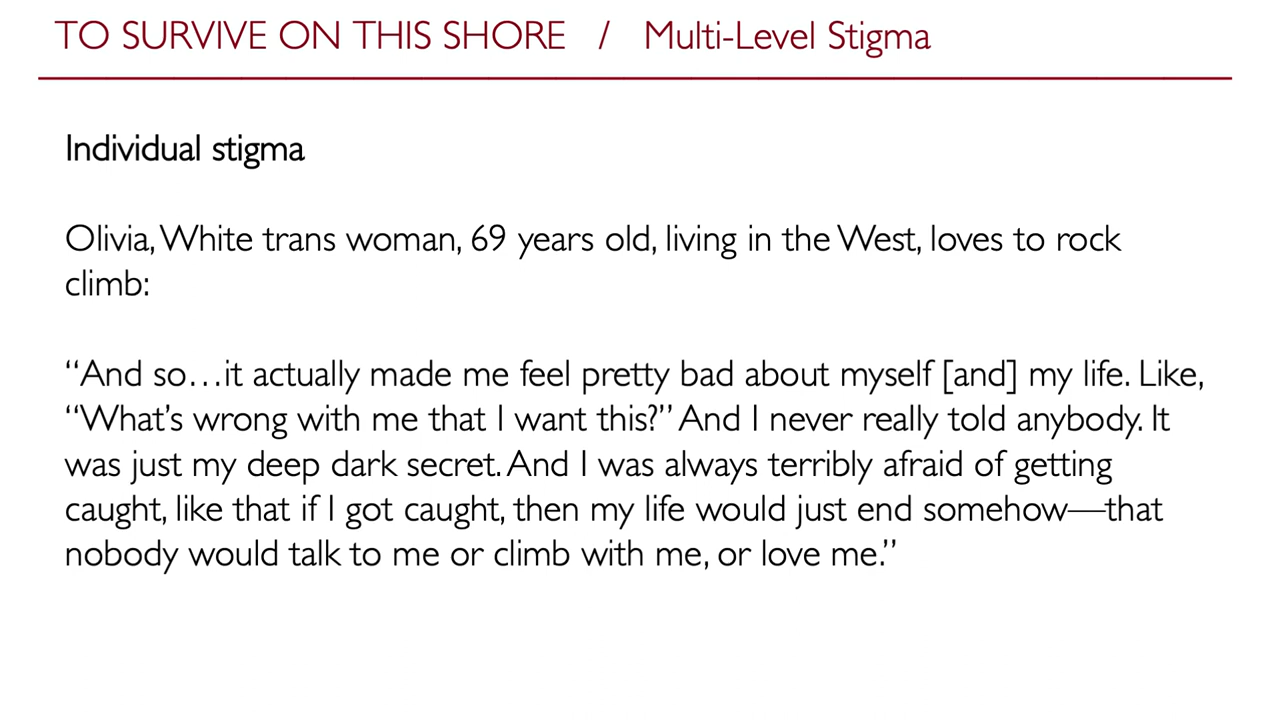 TO SURVIVE ON THIS SHORE / Multi-Level Stigma
Individual stigma
Olivia, White trans woman, 69 years old, living in the West, loves to rock
climb:
“And so…it actually made me feel pretty bad about myself [and] my life. Like,
“What’s wrong with me that I want this?” And I never really told anybody. It
was just my deep dark secret. And I was always terribly afraid of getting
caught, like that if I got caught, then my life would just end somehow—that
nobody would talk to me or climb with me, or love me.”